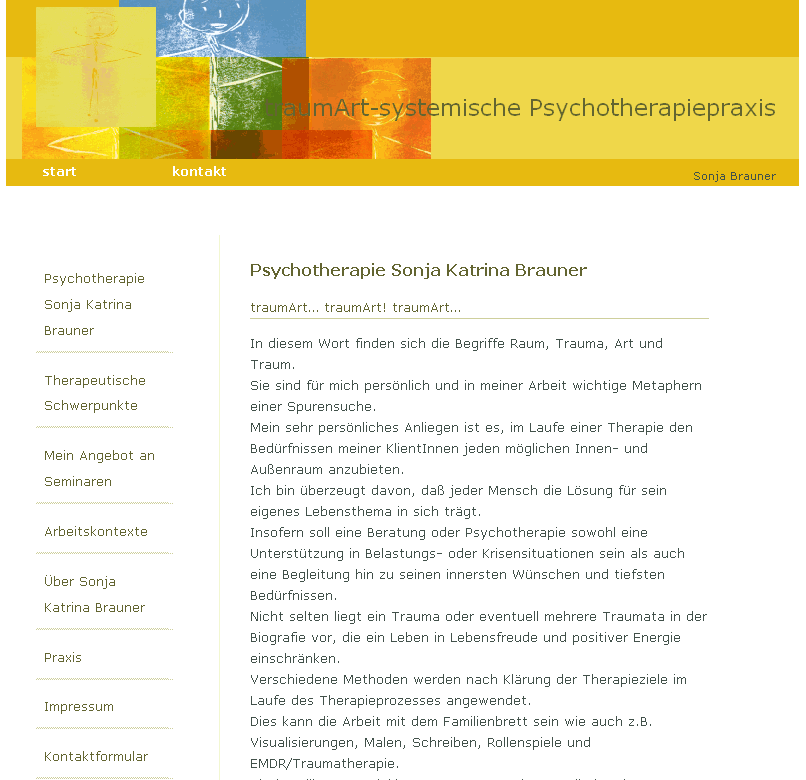 traumArt-systemische Psychotherapiepraxis
start kontakt
Sonja Brauner
Psychotherapie
Sonja Katrina
Brauner
Therapeutische
Schwerpunkte
Mein Angebot an
Seminaren
Arbeitskontexte
Über Sonja
Katrina Brauner
Praxis
Impressum
Kontaktformular
Psychotherapie Sonja Katrina Brauner
traumArt... traumArt! traumArt...
In diesem Wort finden sich die Begriffe Raum, Trauma, Art und
Traum.
Sie sind für mich persönlich und in meiner Arbeit wichtige Metaphern
einer Spurensuche.
Mein sehr persönliches Anliegen ist es, im Laufe einer Therapie den
Bedürfnissen meiner KlientInnen jeden möglichen Innen- und
Außenraum anzubieten.
Ich bin überzeugt davon, daß jeder Mensch die Lösung für sein
eigenes Lebensthema in sich trägt.
Insofern soll eine Beratung oder Psychotherapie sowohl eine
Unterstützung in Belastungs- oder Krisensituationen sein als auch
eine Begleitung hin zu seinen innersten Wünschen und tiefsten
Bedürfnissen.
Nicht selten liegt ein Trauma oder eventuell mehrere Traumata in der
Biografie vor, die ein Leben in Lebensfreude und positiver Energie
einschränken.
Verschiedene Methoden werden nach Klärung der Therapieziele im
Laufe des Therapieprozesses angewendet.
Dies kann die Arbeit mit dem Familienbrett sein wie auch z.B.
Visualisierungen, Malen, Schreiben, Rollenspiele und
EMDR/Traumatherapie.